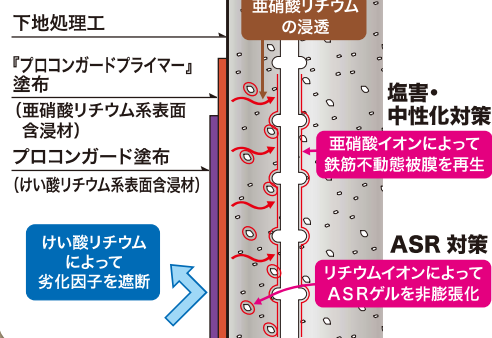 亜硝酸リチウム
の浸透
下地処理工
『プロコンガードプライマー』
塗布
(亜硝酸リチウム系表面
含浸材)
プロコンガード塗布
(けい酸リチウム系表面含浸材)
けい酸リチウム
によって
劣化因子を遮断
塩害・
中性化対策
亜硝酸イオンによって
鉄筋不動態被膜を再生
ASR 対策
リチウムイオンによって
ASRゲルを非膨張化